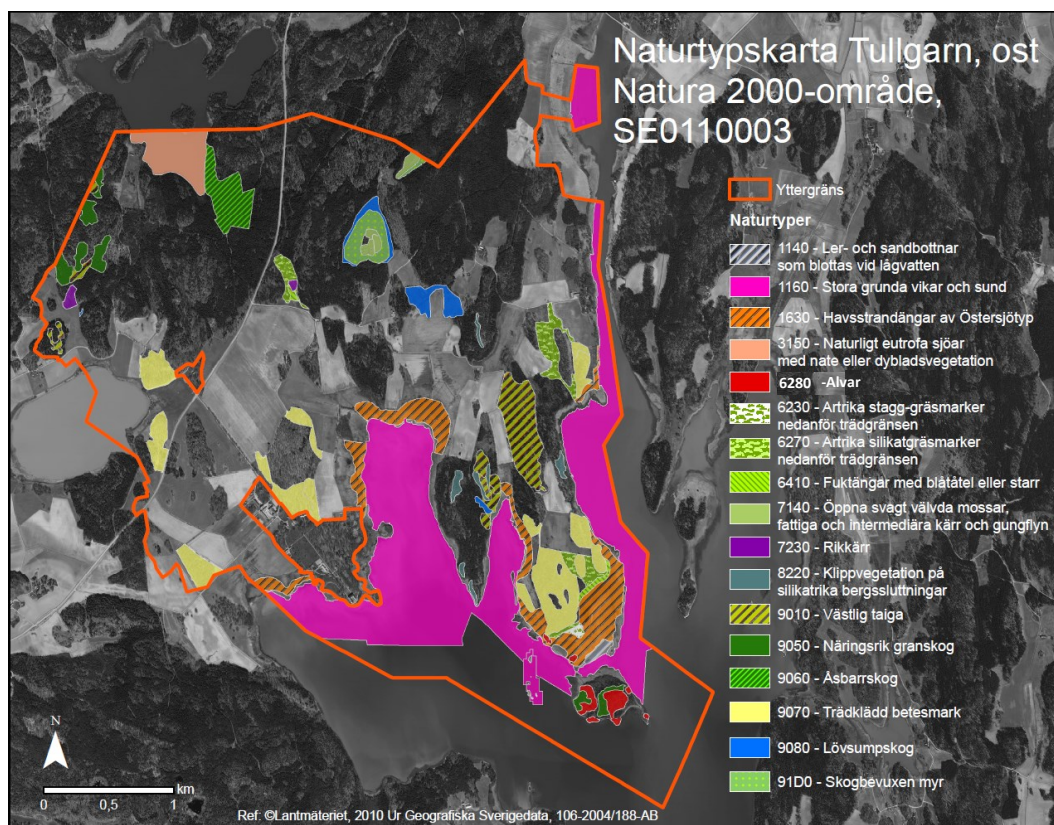 Naturtypskarta Tullgarn, ost
Natura 2000-område,
SE0110003
Yttergräns
Naturtyper
1140 - Ler- och sandbottnar
som blottas vid lågvatten
1160 - Stora grunda vikar och sund
1630 - Havsstrandängar av Östersjötyp
3150 - Naturligt eutrofa sjöar
med nate eller dybladsvegetation
6280 -Alvar
6230 - Artrika stagg-gräsmarker
nedanför trädgränsen
6270 - Artrika silikatgräsmarker
nedanför trädgränsen
6410 - Fuktängar med blåtåtel eller starr
7140 - Öppna svagt välvda mossar,
fattiga och intermediära kärr och gungflyn
7230 - Rikkärr
8220 - Klippvegetation på
silikatrika bergssluttningar
9010 - Västlig taiga
9050 - Näringsrik granskog
9060 - Åsbarrskog
9070 - Trädklädd betesmark
9080 - Lövsumpskog
91D0 - Skogbevuxen myr
N
km
0 0,5 1
Ref: ©Lantmäteriet, 2010 Ur Geografiska Sverigedata, 106-2004/188-AB